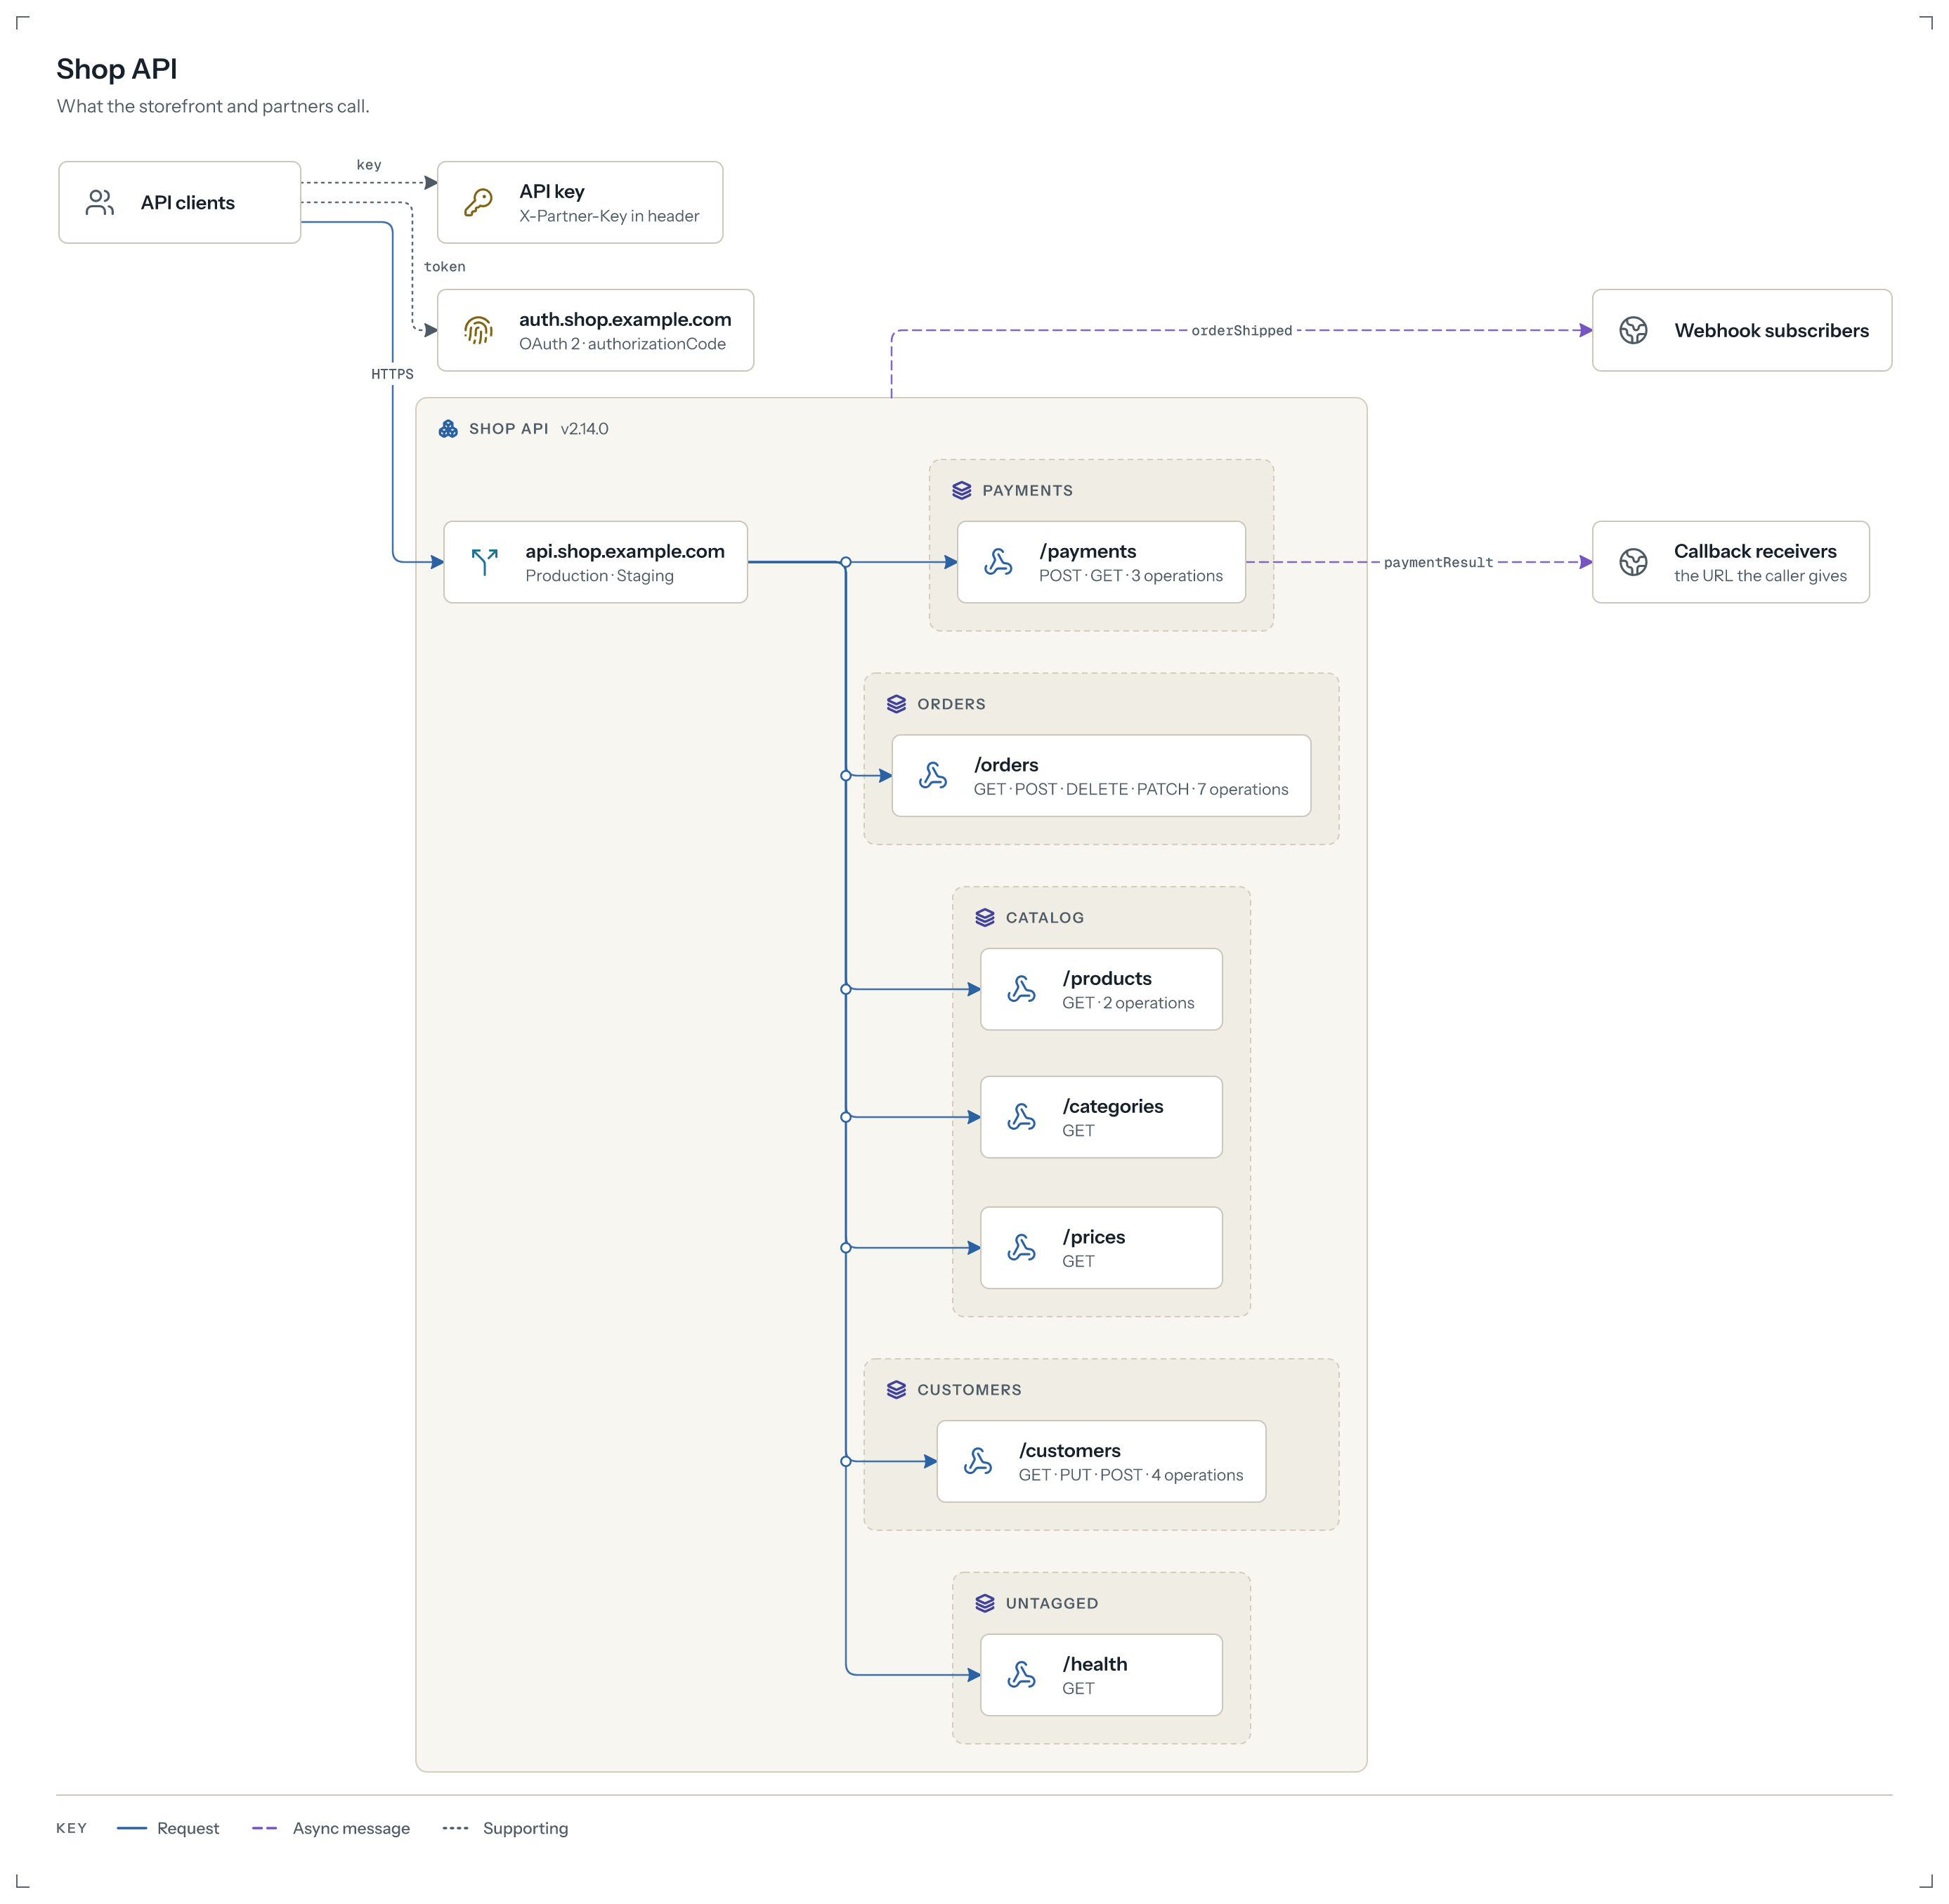 Shop API
What the storefront and partners call.
API clients
key
API key
X-Partner-Key in header
token
auth.shop.example.com
OAuth 2 · authorizationCode
orderShipped
Webhook subscribers
HTTPS
SHOP API v2.14.0
PAYMENTS
api.shop.example.com
Production · Staging
/payments
POST · GET · 3 operations
paymentResult
Callback receivers
the URL the caller gives
ORDERS
/orders
GET · POST · DELETE · PATCH · 7 operations
CATALOG
/products
GET · 2 operations
/categories
GET
/prices
GET
CUSTOMERS
/customers
GET · PUT · POST · 4 operations
UNTAGGED
/health
GET
KEY Request Async message Supporting